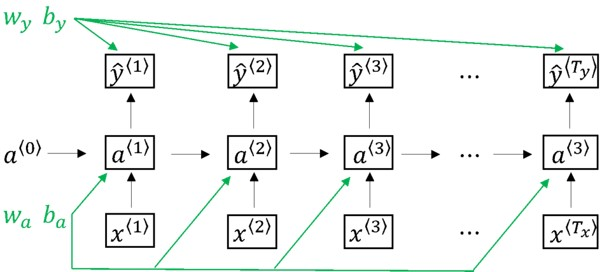 w_y b_y
ŷ^⟨1⟩ ŷ^⟨2⟩ ŷ^⟨3⟩ ... ŷ^⟨T_y⟩
a^⟨0⟩ a^⟨1⟩ a^⟨2⟩ a^⟨3⟩ ... a^⟨3⟩
w_a b_a
x^⟨1⟩ x^⟨2⟩ x^⟨3⟩ ... x^⟨T_x⟩